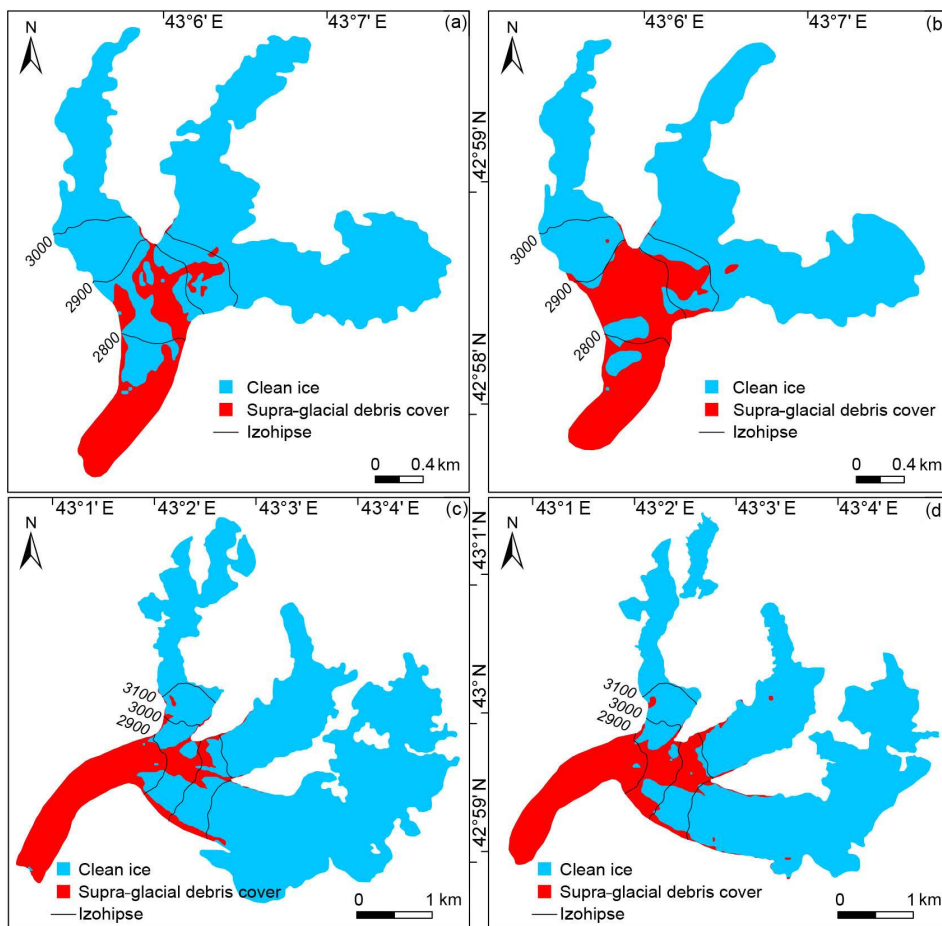 43°6' E 43°7' E (a)
N
42°59' N
3000
2900
2800
42°58' N
Clean ice
Supra-glacial debris cover
Izohipse
0 0.4 km
43°6' E 43°7' E (b)
N
3000
2900
2800
Clean ice
Supra-glacial debris cover
Izohipse
0 0.4 km
43°1' E 43°2' E 43°3' E 43°4' E (c)
N
43°1' N
3100
3000
2900
43° N
42°59' N
Clean ice
Supra-glacial debris cover
Izohipse
0 1 km
43°1' E 43°2' E 43°3' E 43°4' E (d)
N
3100
3000
2900
Clean ice
Supra-glacial debris cover
Izohipse
0 1 km